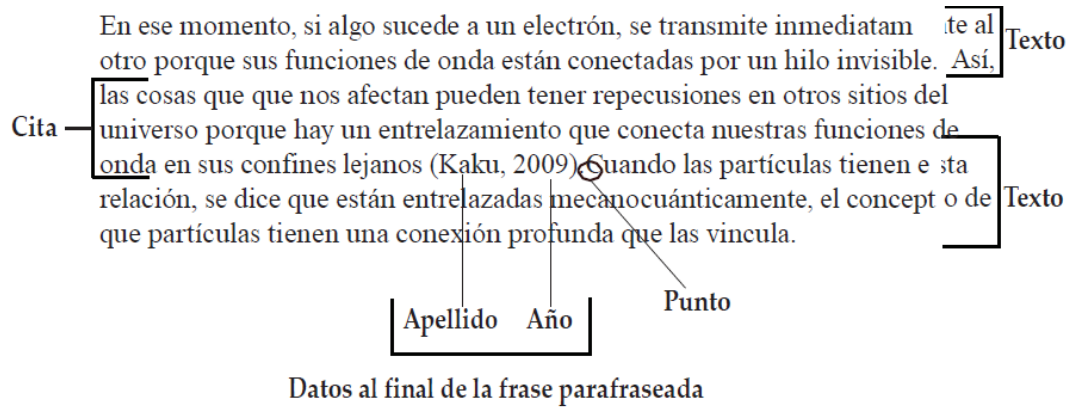 En ese momento, si algo sucede a un electrón, se transmite inmediatam te al
otro porque sus funciones de onda están conectadas por un hilo invisible. Así,
Texto
las cosas que que nos afectan pueden tener repecusiones en otros sitios del
Cita
universo porque hay un entrelazamiento que conecta nuestras funciones de
onda en sus confines lejanos (Kaku, 2009). Cuando las partículas tienen e sta
relación, se dice que están entrelazadas mecanocuánticamente, el concept o de
Texto
que partículas tienen una conexión profunda que las vincula.
Punto
Apellido Año
Datos al final de la frase parafraseada